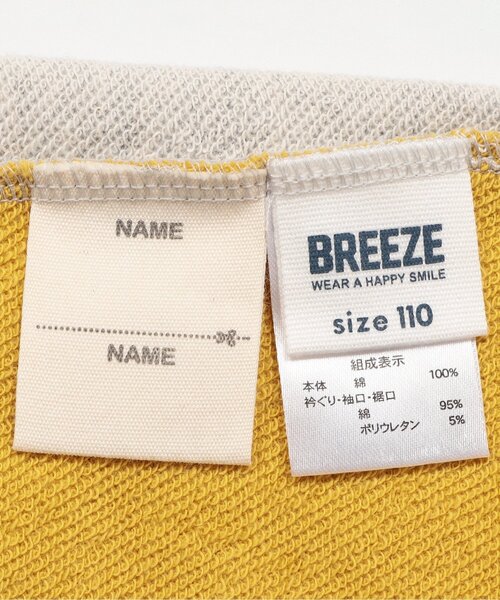 NAME
NAME
BREEZE
WEAR A HAPPY SMILE
size 110
組成表示
本体 綿 100%
衿ぐり・袖口・裾口
綿 95%
ポリウレタン 5%